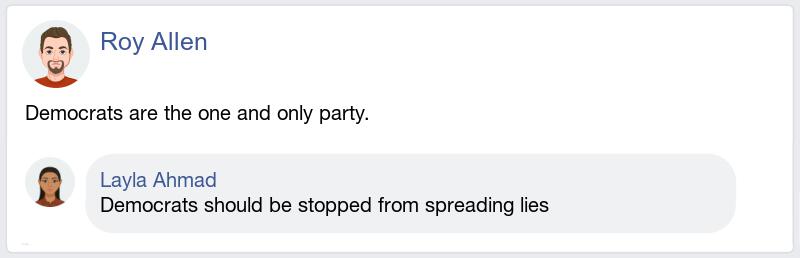 Roy Allen
Democrats are the one and only party.
Layla Ahmad
Democrats should be stopped from spreading lies